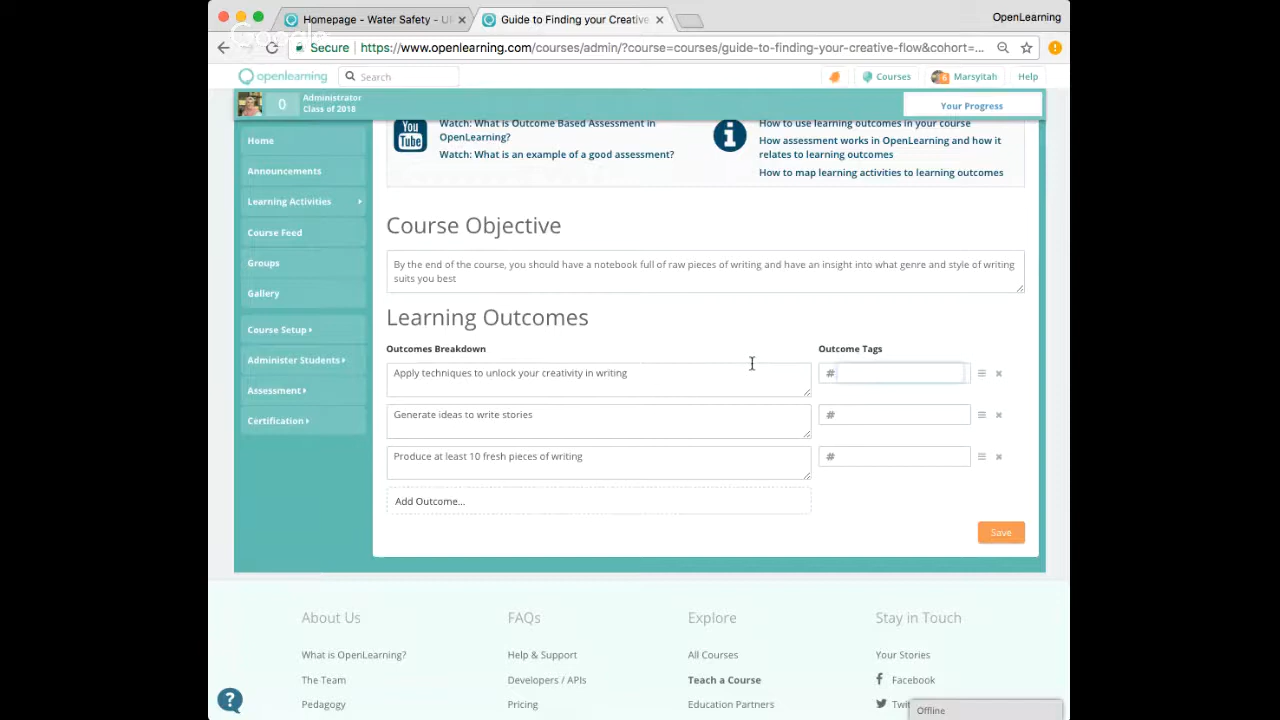 Homepage - Water Safety - U
Guide to Finding your Creative
OpenLearning
Google
Secure
https://www.openlearning.com/courses/admin/?course=courses/guide-to-finding-your-creative-flow&cohort=...
openlearning
Search
Courses
6
Marsyitah
Help
0
Administrator
Class of 2018
Your Progress
Home
Announcements
Learning Activities
Course Feed
Groups
Gallery
Course Setup
Administer Students
Assessment
Certification
You
Tube
Watch: What is Outcome Based Assessment in
OpenLearning?
Watch: What is an example of a good assessment?
How to use learning outcomes in your course
How assessment works in OpenLearning and how it
relates to learning outcomes
How to map learning activities to learning outcomes
Course Objective
By the end of the course, you should have a notebook full of raw pieces of writing and have an insight into what genre and style of writing
suits you best
Learning Outcomes
Outcomes Breakdown
Outcome Tags
Apply techniques to unlock your creativity in writing
#
Generate ideas to write stories
#
Produce at least 10 fresh pieces of writing
#
Add Outcome...
Save
About Us
FAQs
Explore
Stay in Touch
What is OpenLearning?
Help & Support
All Courses
Your Stories
The Team
Developers / APIs
Teach a Course
Facebook
Pedagogy
Pricing
Education Partners
Twi
?
Offline